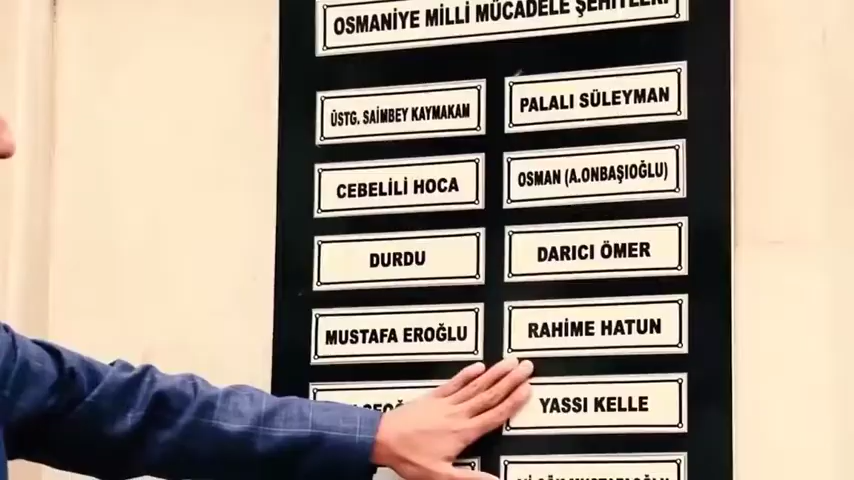 OSMANİYE MİLLİ MÜCADELE ŞEHİTLERİ
ÜSTG. SAİMBEY KAYMAKAM
PALALI SÜLEYMAN
CEBELİLİ HOCA
OSMAN (A.ONBAŞIOĞLU)
DURDU
DARICI ÖMER
MUSTAFA EROĞLU
RAHİME HATUN
YASSI KELLE